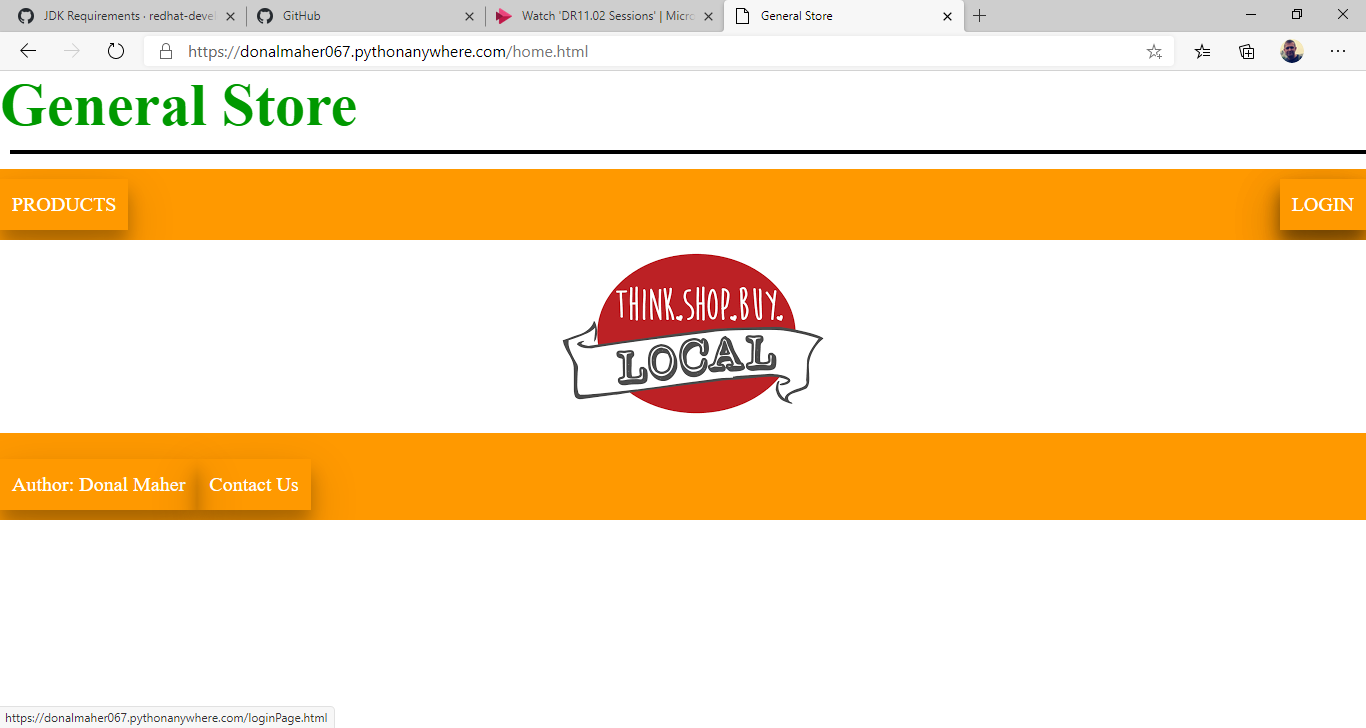 JDK Requirements · redhat-devel
GitHub
Watch 'DR11.02 Sessions' | Micro
General Store
https://donalmaher067.pythonanywhere.com/home.html
General Store
PRODUCTS
LOGIN
THINK.SHOP.BUY.
LOCAL
Author: Donal Maher
Contact Us
https://donalmaher067.pythonanywhere.com/loginPage.html